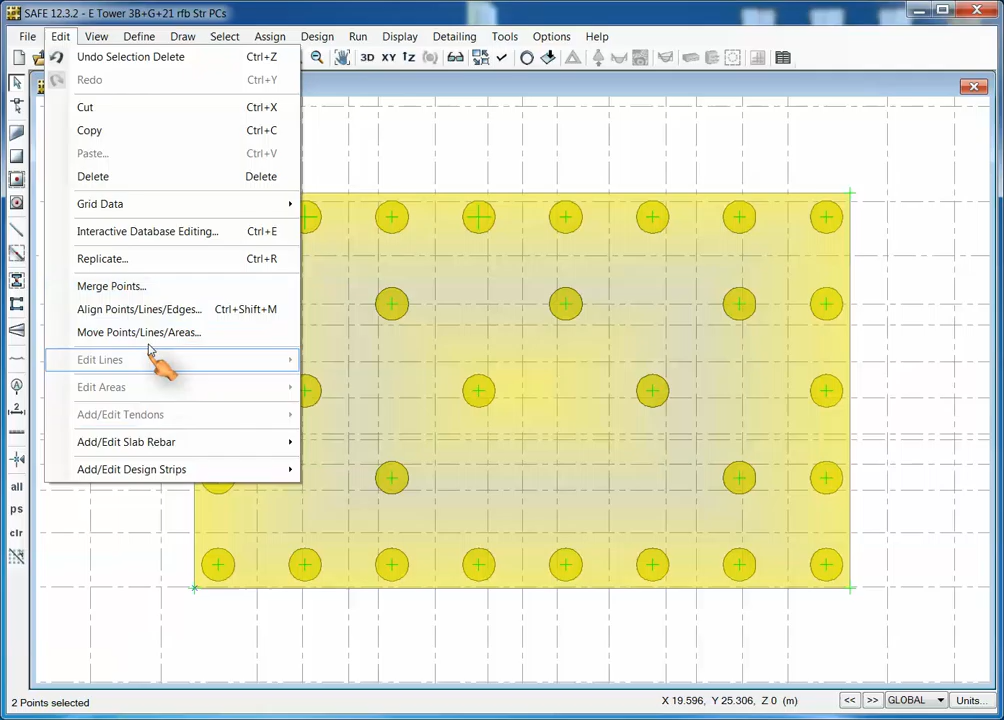 SAFE 12.3.2 - E Tower 3B+G+21 rfb Str PCs
File Edit View Define Draw Select Assign Design Run Display Detailing Tools Options Help
3D XY
Undo Selection Delete Ctrl+Z
Redo Ctrl+Y
Cut Ctrl+X
Copy Ctrl+C
Paste... Ctrl+V
Delete Delete
Grid Data
Interactive Database Editing... Ctrl+E
Replicate... Ctrl+R
Merge Points...
Align Points/Lines/Edges... Ctrl+Shift+M
Move Points/Lines/Areas...
Edit Lines
Edit Areas
Add/Edit Tendons
Add/Edit Slab Rebar
Add/Edit Design Strips
all
ps
clr
2 Points selected X 19.596, Y 25.306, Z 0 (m) << >> GLOBAL Units...